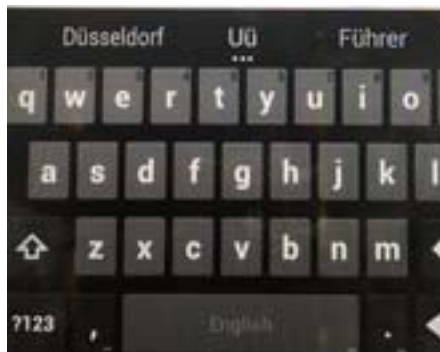 Düsseldorf Uü Führer
q w e r t y u i o
a s d f g h j k l
z x c v b n m
?123 , English .